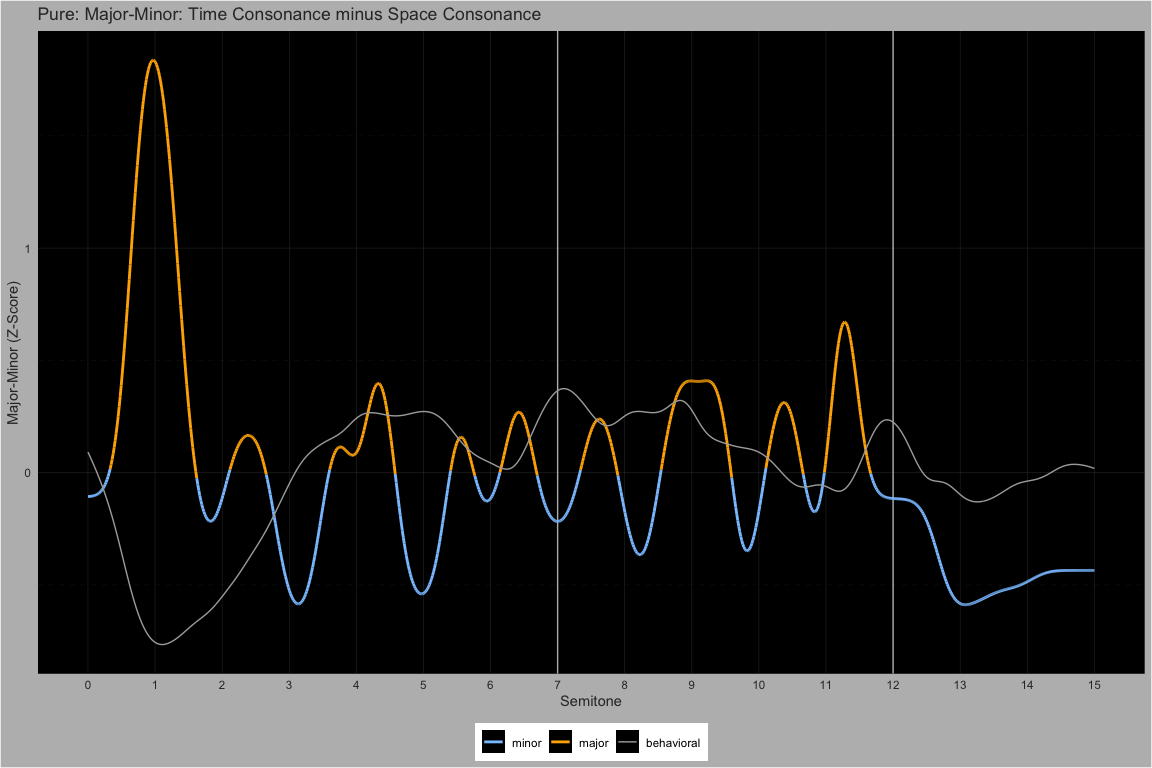 Pure: Major-Minor: Time Consonance minus Space Consonance
Major-Minor (Z-Score)
1
0
0 1 2 3 4 5 6 7 8 9 10 11 12 13 14 15
Semitone
minor major behavioral